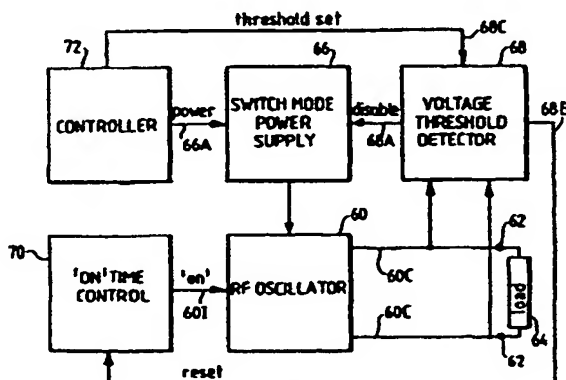 threshold set
72
66
68C
68
CONTROLLER
power
66A
SWITCH MODE
POWER
SUPPLY
disable
68A
VOLTAGE
THRESHOLD
DETECTOR
68B
60
62
70
'ON' TIME
CONTROL
'on'
60I
RF OSCILLATOR
60C
60C
load
64
62
reset